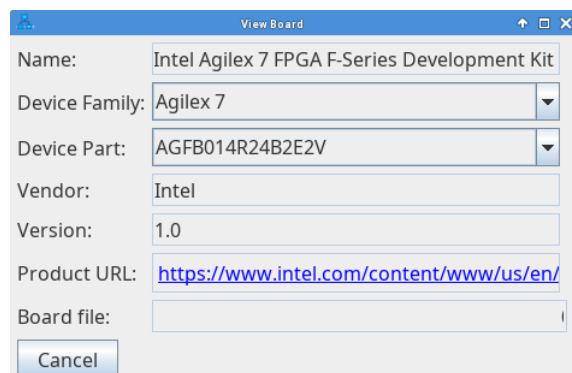 View Board
Name: Intel Agilex 7 FPGA F-Series Development Kit
Device Family: Agilex 7
Device Part: AGFB014R24B2E2V
Vendor: Intel
Version: 1.0
Product URL: https://www.intel.com/content/www/us/en/
Board file:
Cancel